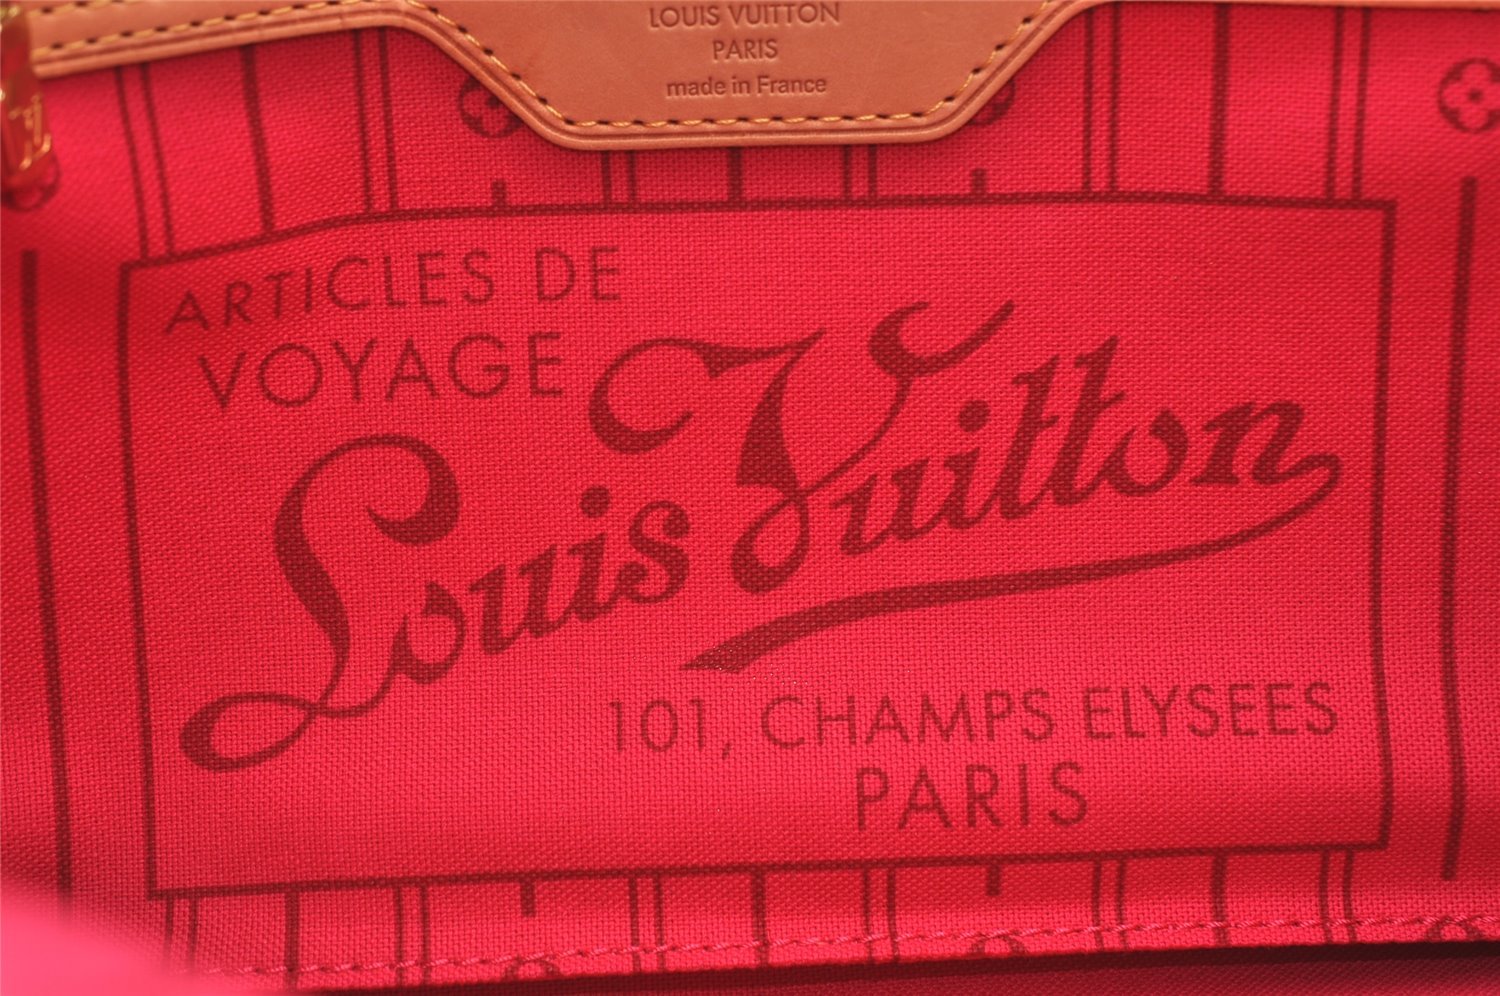 LOUIS VUITTON
PARIS
made in France
ARTICLES DE
VOYAGE
Louis Vuitton
101, CHAMPS ELYSEES
PARIS